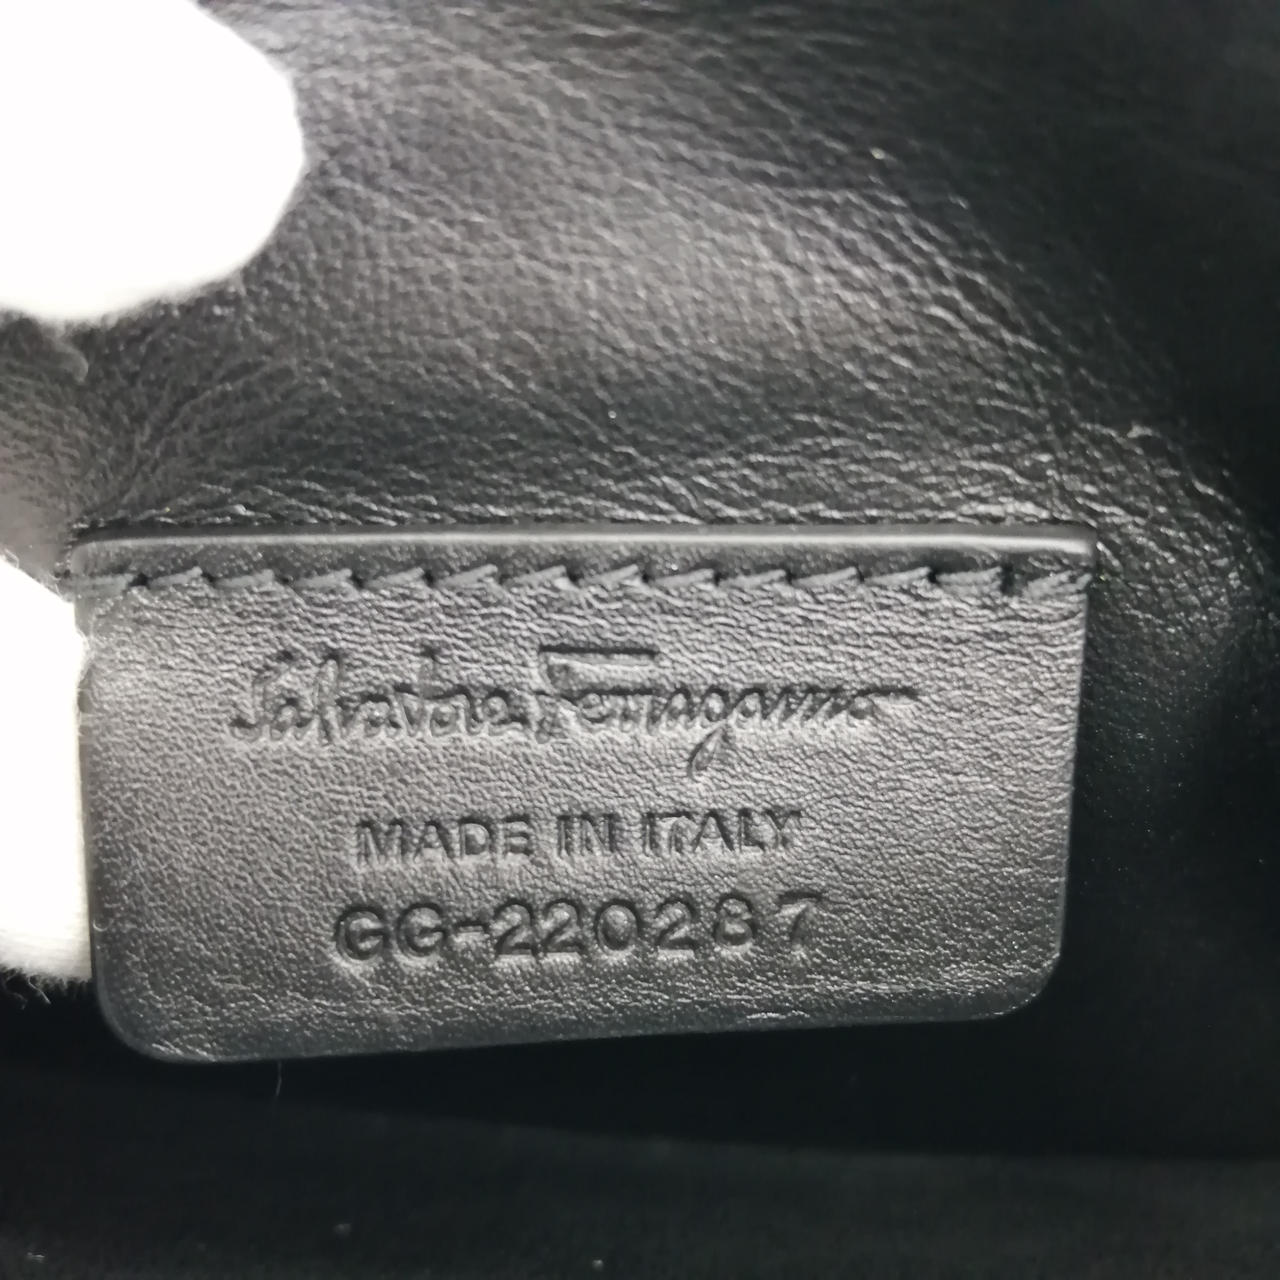 Salvatore Ferragamo
MADE IN ITALY
GG-220287